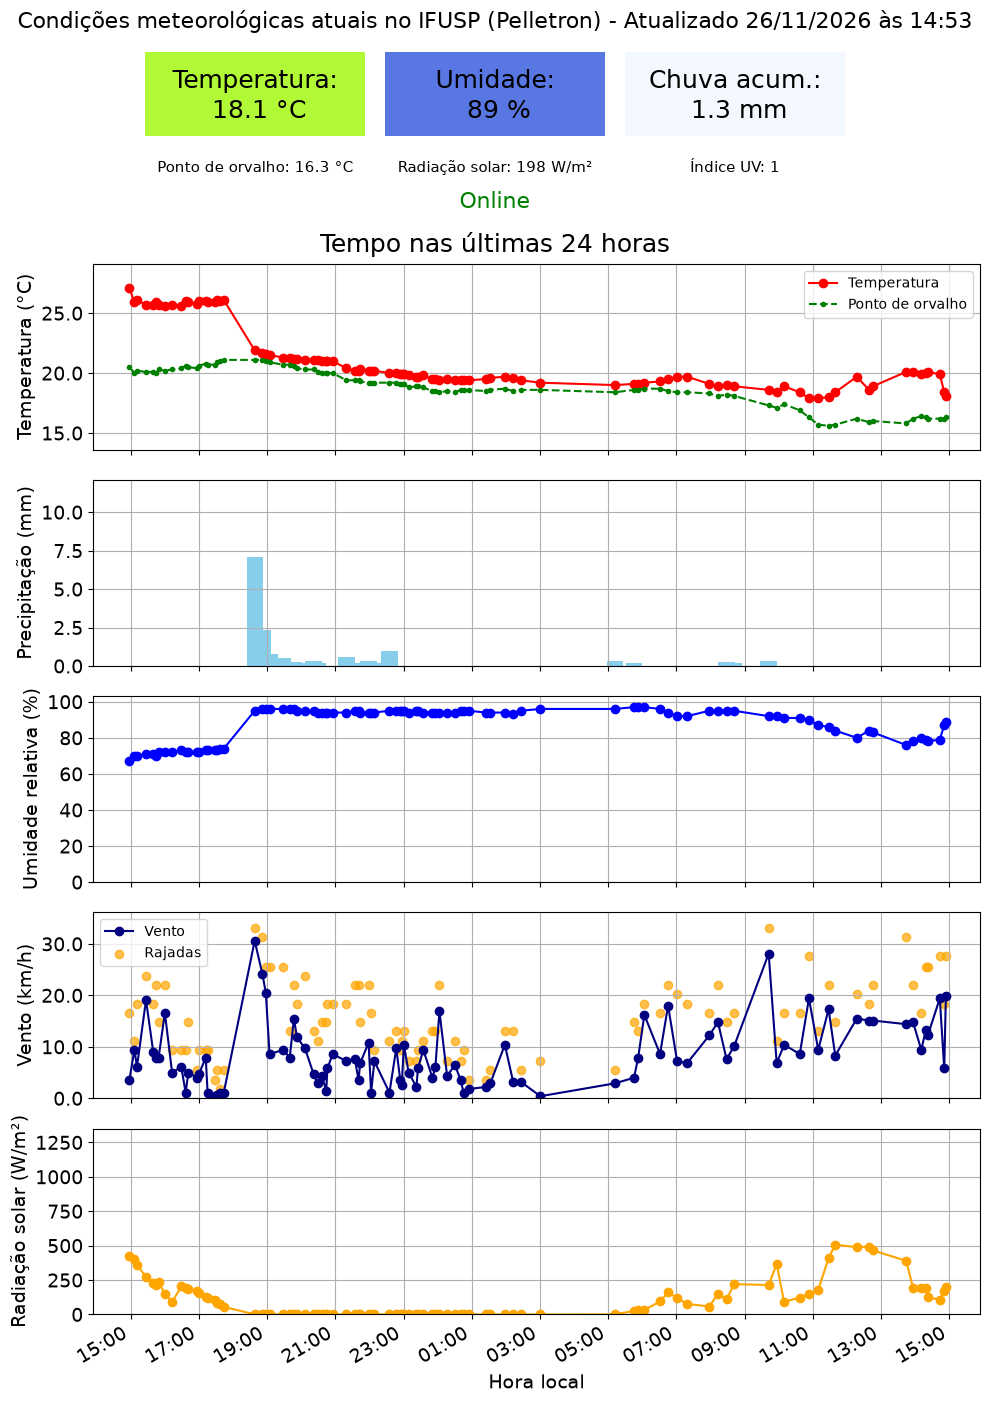 Condições meteorológicas atuais no IFUSP (Pelletron) - Atualizado 26/11/2026 às 14:53
Temperatura:
18.1 °C
Umidade:
89 %
Chuva acum.:
1.3 mm
Ponto de orvalho: 16.3 °C
Radiação solar: 198 W/m²
Índice UV: 1
Online
Tempo nas últimas 24 horas
Temperatura (°C)
25.0
20.0
15.0
Temperatura
Ponto de orvalho
Precipitação (mm)
10.0
7.5
5.0
2.5
0.0
Umidade relativa (%)
100
80
60
40
20
0
Vento (km/h)
30.0
20.0
10.0
0.0
Vento
Rajadas
Radiação solar (W/m²)
1250
1000
750
500
250
0
15:00
17:00
19:00
21:00
23:00
01:00
03:00
05:00
07:00
09:00
11:00
13:00
15:00
Hora local